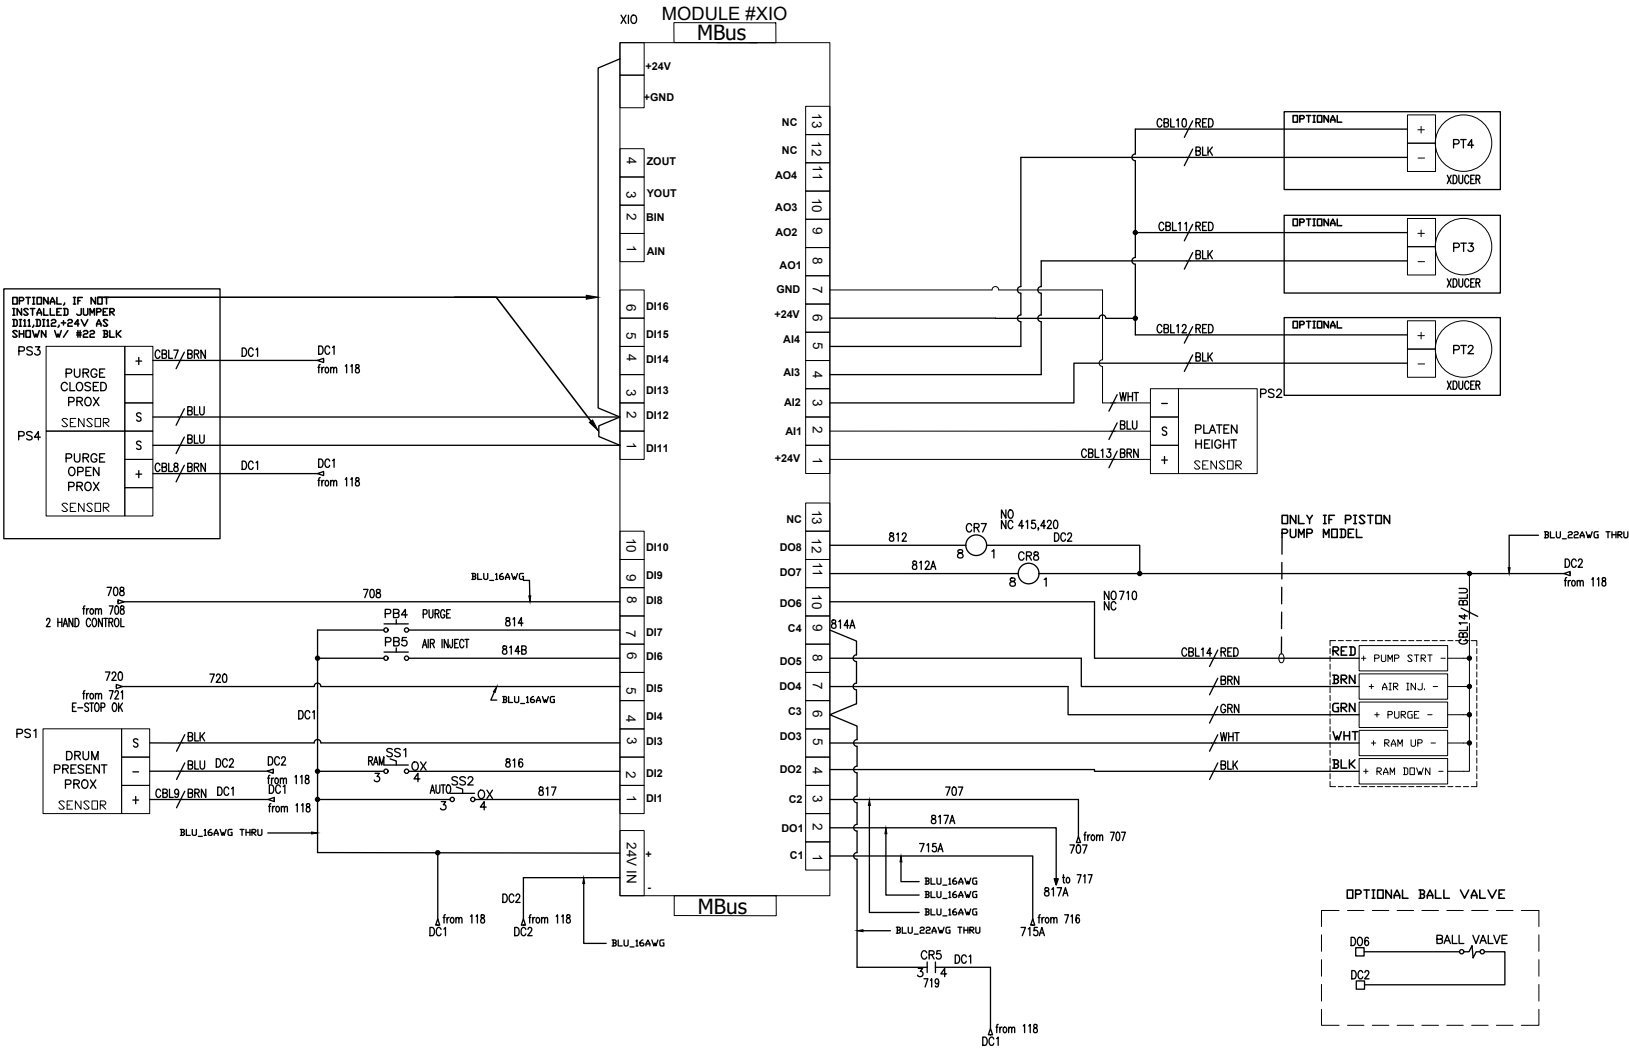 XIO MODULE #XIO
MBus
+24V
+GND
4 ZOUT
3 YOUT
2 BIN
1 AIN
6 DI16
5 DI15
4 DI14
3 DI13
2 DI12
1 DI11
10 DI10
9 DI9
8 DI8
7 DI7
6 DI6
5 DI5
4 DI4
3 DI3
2 DI2
1 DI1
24V IN + -
MBus
NC 13
NC 12
AO4 11
AO3 10
AO2 9
AO1 8
GND 7
+24V 6
AI4 5
AI3 4
AI2 3
AI1 2
+24V 1
NC 13
DO8 12
DO7 11
DO6 10
C4 9
DO5 8
DO4 7
C3 6
DO3 5
DO2 4
C2 3
DO1 2
C1 1
OPTIONAL, IF NOT
INSTALLED JUMPER
DI11,DI12,+24V AS
SHOWN W/ #22 BLK
PS3
PURGE
CLOSED
PROX
SENSOR
+
S
CBL7/BRN DC1 DC1
from 118
BLU
PS4
PURGE
OPEN
PROX
SENSOR
S
+
BLU
CBL8/BRN DC1 DC1
from 118
708
from 708
2 HAND CONTROL
708
BLU_16AWG
PB4 PURGE
814
PB5 AIR INJECT
814B
720
from 721
E-STOP OK
720
BLU_16AWG
DC1
PS1
DRUM
PRESENT
PROX
SENSOR
S
-
+
BLK
BLU DC2 DC2
from 118
CBL9/BRN DC1 DC1
from 118
RAM SS1 OX
3 4
816
AUTO SS2 OX
3 4
817
BLU_16AWG THRU
from 118
DC1
DC2
from 118
DC2
BLU_16AWG
CBL10/RED
BLK
OPTIONAL
+
-
PT4
XDUCER
CBL11/RED
BLK
OPTIONAL
+
-
PT3
XDUCER
CBL12/RED
BLK
OPTIONAL
+
-
PT2
XDUCER
WHT
BLU
CBL13/BRN
-
S
+
PLATEN
HEIGHT
SENSOR
PS2
812
CR7
8 1
NO
NC 415,420
DC2
812A
CR8
8 1
NO 710
NC
ONLY IF PISTON
PUMP MODEL
BLU_22AWG THRU
DC2
from 118
CBL14/BLU
814A
CBL14/RED RED + PUMP STRT -
BRN BRN + AIR INJ. -
GRN GRN + PURGE -
WHT WHT + RAM UP -
BLK BLK + RAM DOWN -
707
from 707
707
817A
to 717
817A
715A
from 716
715A
BLU_16AWG
BLU_16AWG
BLU_16AWG
BLU_22AWG THRU
CR5
3 4
719
DC1
from 118
DC1
OPTIONAL BALL VALVE
DO6
BALL VALVE
DC2